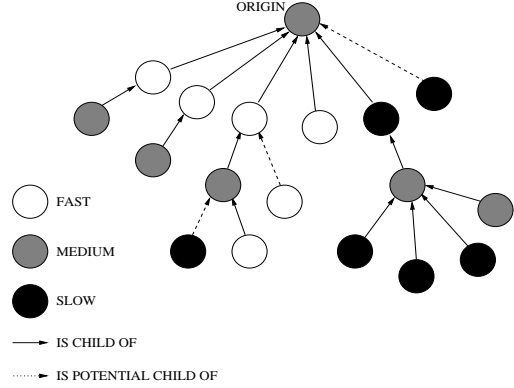 ORIGIN
FAST
MEDIUM
SLOW
IS CHILD OF
IS POTENTIAL CHILD OF